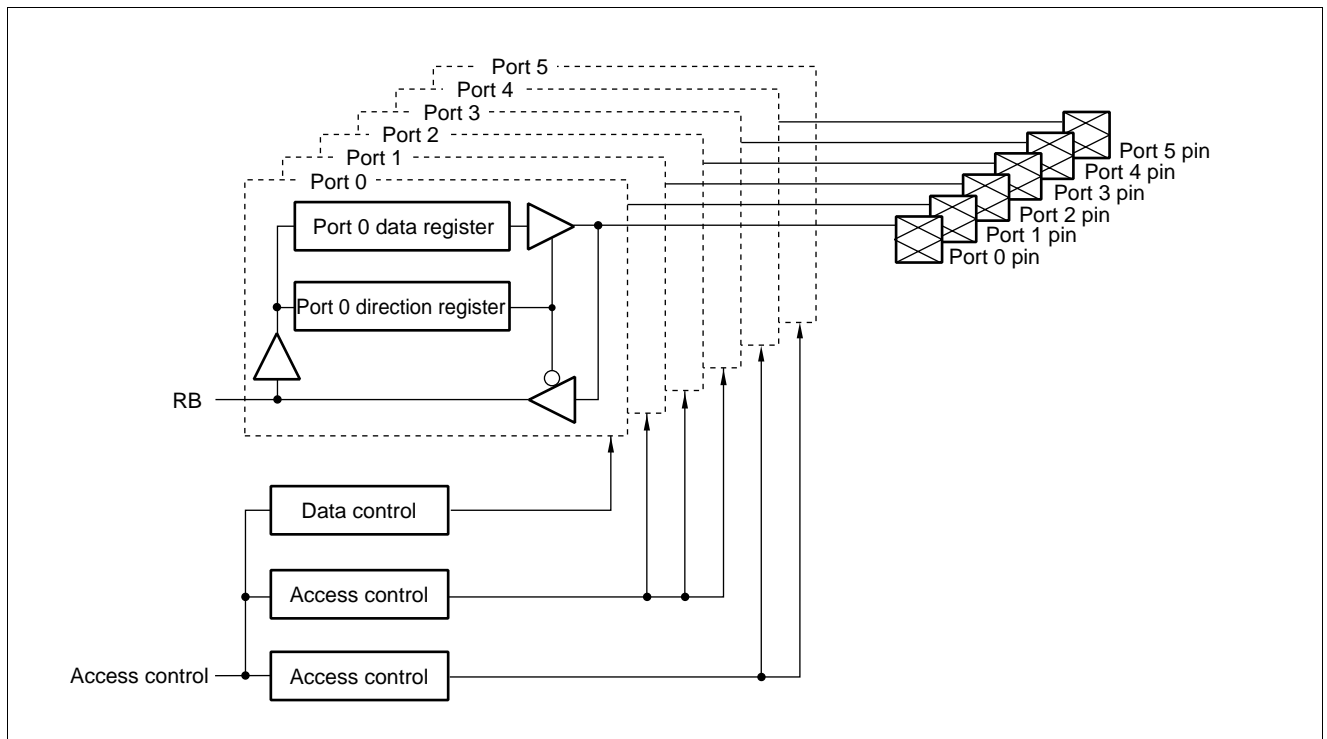 Port 5
Port 4
Port 3
Port 2
Port 1
Port 0
Port 0 data register
Port 0 direction register
RB
Port 5 pin
Port 4 pin
Port 3 pin
Port 2 pin
Port 1 pin
Port 0 pin
Data control
Access control
Access control
Access control